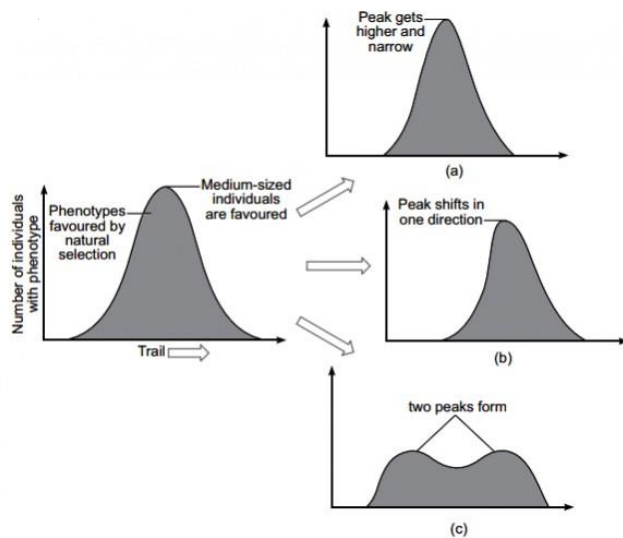 Peak gets
higher and
narrow
(a)
Number of individuals
with phenotype
Phenotypes
favoured by
natural
selection
Medium-sized
individuals
are favoured
Trail
Peak shifts in
one direction
(b)
two peaks form
(c)